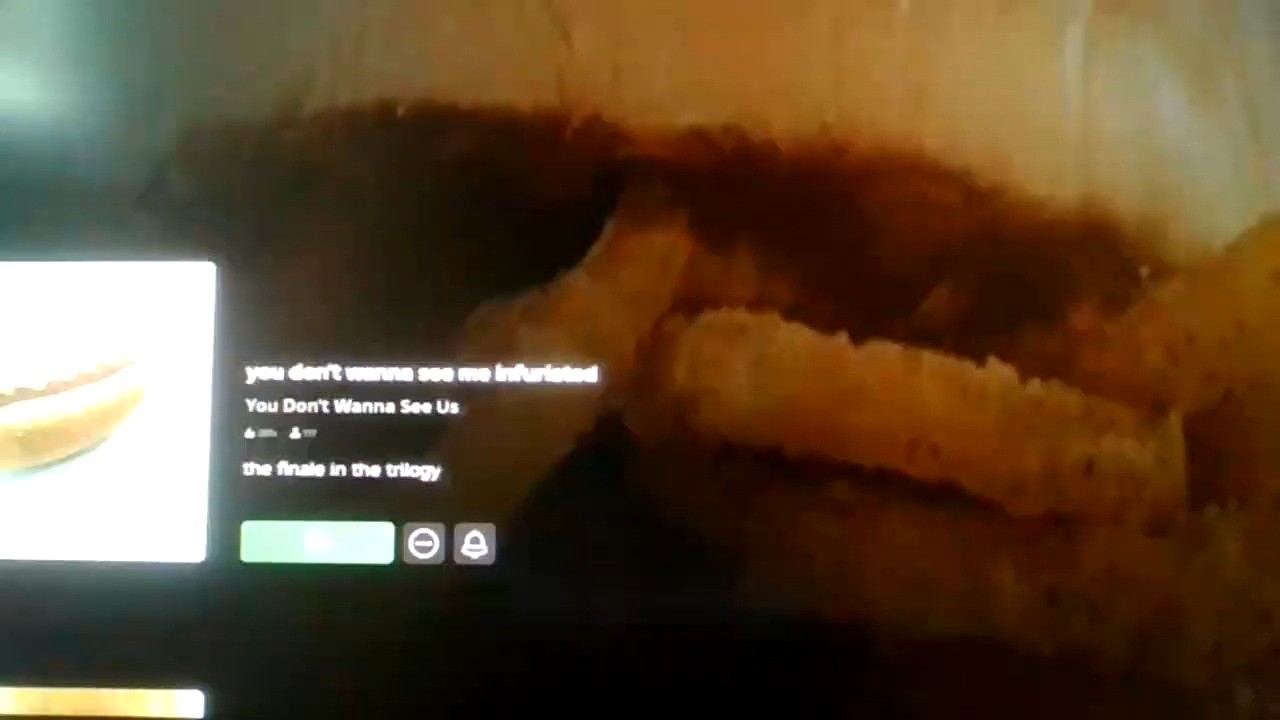 you don't wanna see me infuriated
You Don't Wanna See Us
the finale in the trilogy